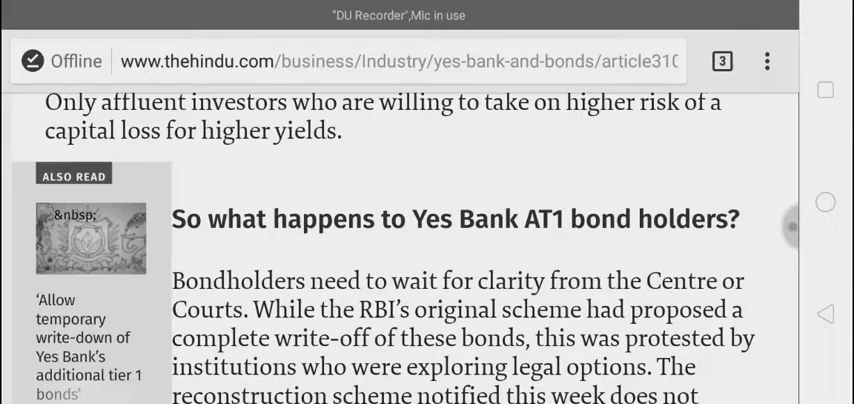 "DU Recorder",Mic in use
Offline www.thehindu.com/business/Industry/yes-bank-and-bonds/article310
3
Only affluent investors who are willing to take on higher risk of a
capital loss for higher yields.
ALSO READ
&nbsp;
‘Allow
temporary
write-down of
Yes Bank’s
additional tier 1
bonds’
So what happens to Yes Bank AT1 bond holders?
Bondholders need to wait for clarity from the Centre or
Courts. While the RBI’s original scheme had proposed a
complete write-off of these bonds, this was protested by
institutions who were exploring legal options. The
reconstruction scheme notified this week does not